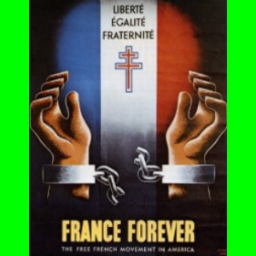 LIBERTÉ
ÉGALITÉ
FRATERNITÉ
FRANCE FOREVER
THE FREE FRENCH MOVEMENT IN AMERICA